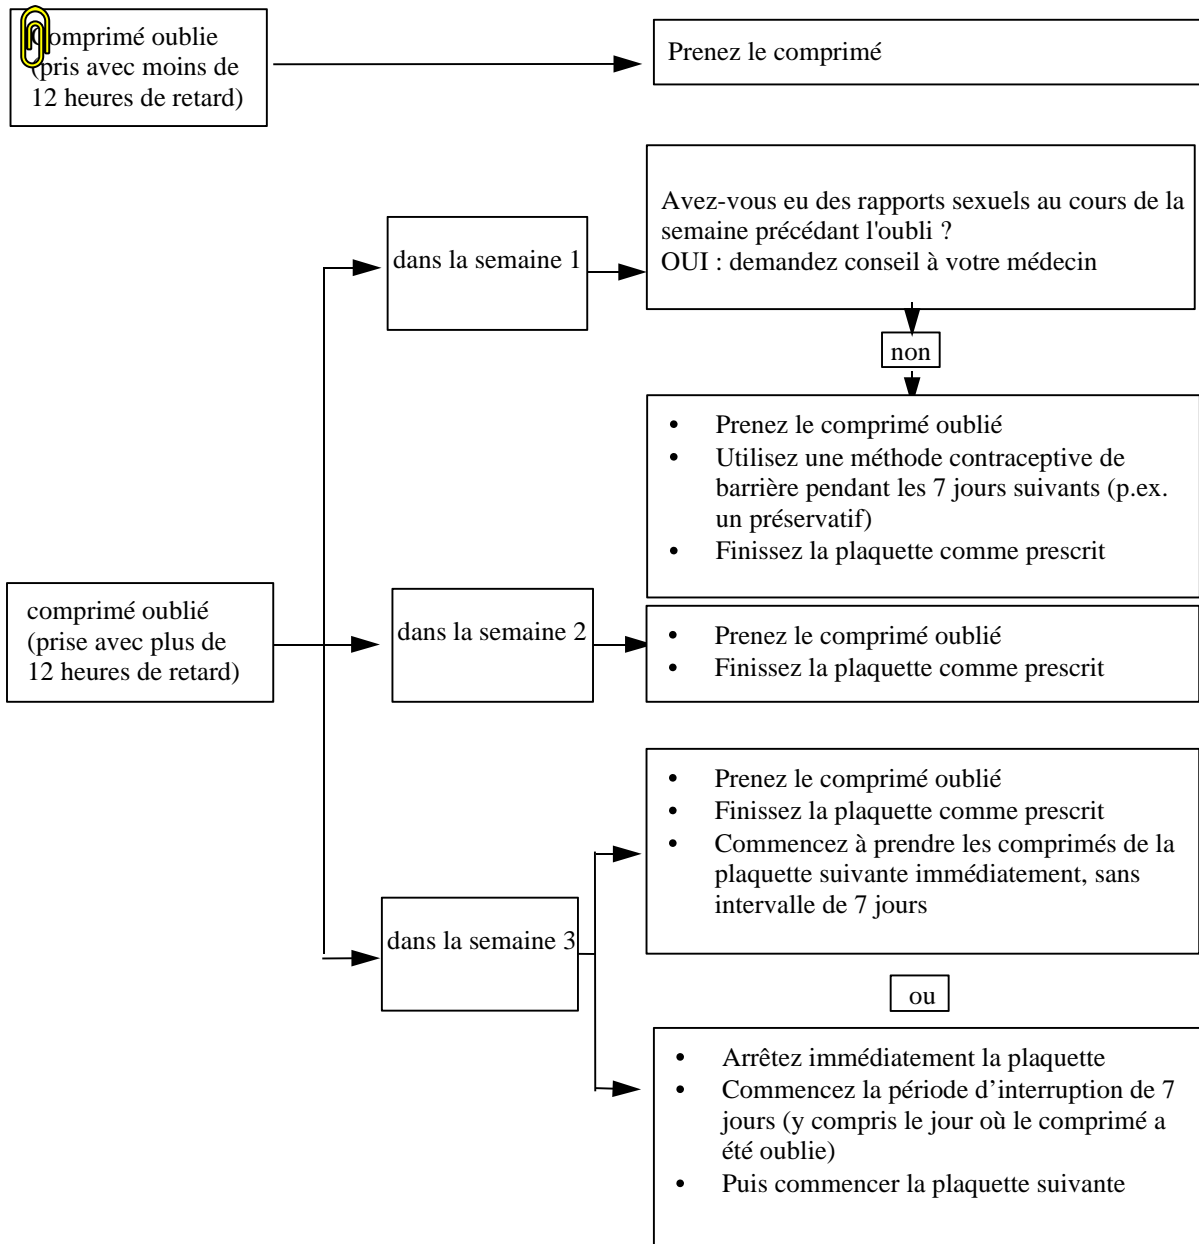 Comprimé oublie
(pris avec moins de
12 heures de retard)
Prenez le comprimé
Avez-vous eu des rapports sexuels au cours de la
semaine précédant l'oubli ?
OUI : demandez conseil à votre médecin
dans la semaine 1
non
• Prenez le comprimé oublié
• Utilisez une méthode contraceptive de
barrière pendant les 7 jours suivants (p.ex.
un préservatif)
• Finissez la plaquette comme prescrit
comprimé oublié
(prise avec plus de
12 heures de retard)
dans la semaine 2
• Prenez le comprimé oublié
• Finissez la plaquette comme prescrit
dans la semaine 3
• Prenez le comprimé oublié
• Finissez la plaquette comme prescrit
• Commencez à prendre les comprimés de la
plaquette suivante immédiatement, sans
intervalle de 7 jours
ou
• Arrêtez immédiatement la plaquette
• Commencez la période d’interruption de 7
jours (y compris le jour où le comprimé a
été oublie)
• Puis commencer la plaquette suivante